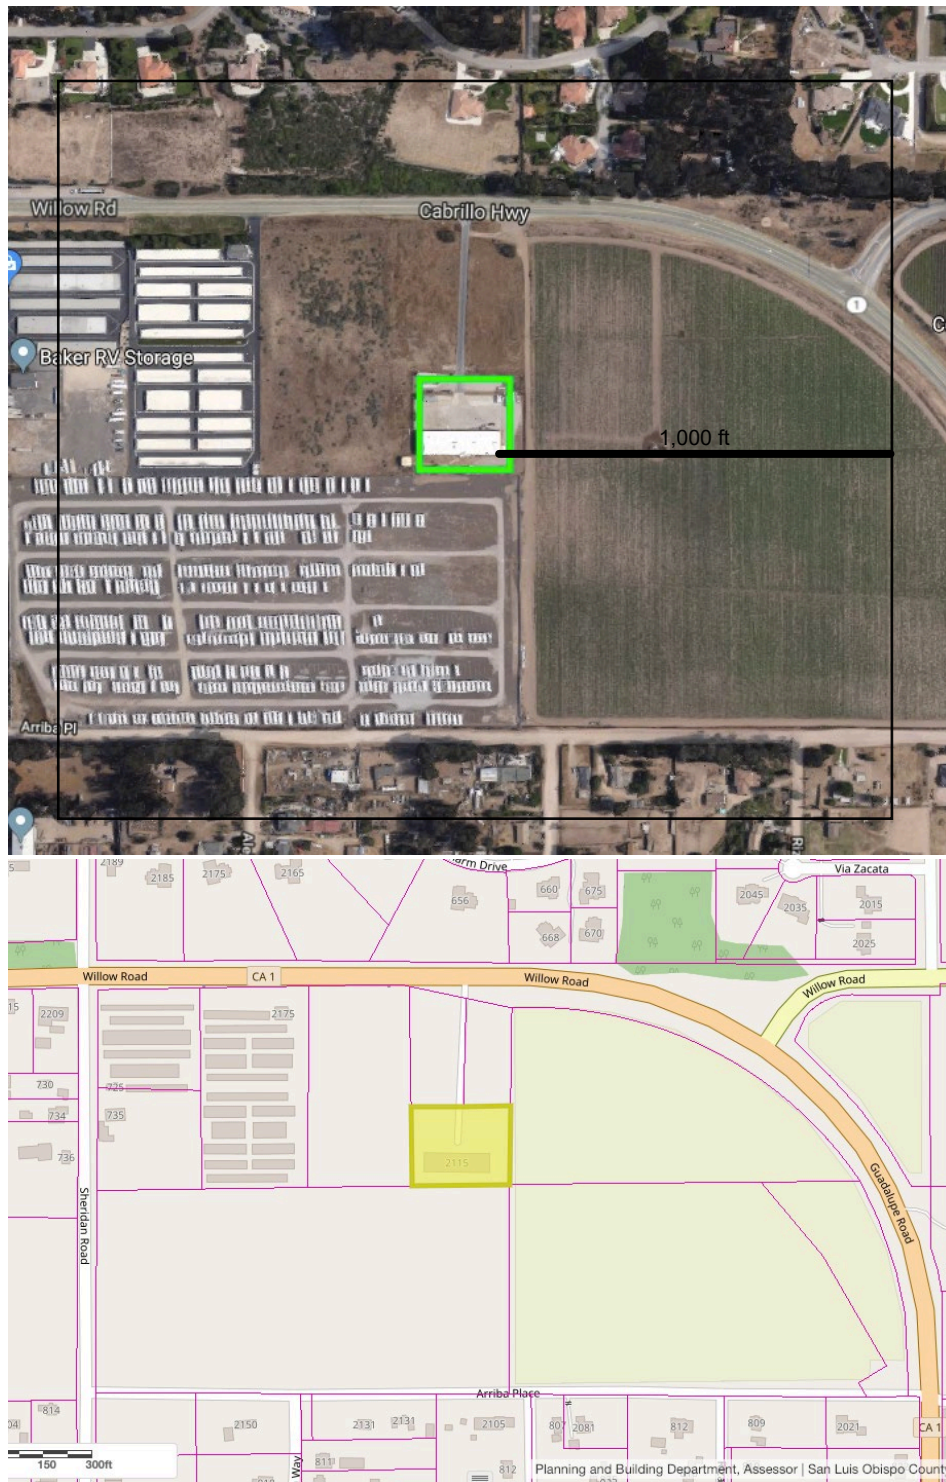 Willow Rd
Cabrillo Hwy
1
Baker RV Storage
1,000 ft
Arriba Pl
2189
2185
2175
2165
656
660
675
668
670
Via Zacata
2045
2035
2015
2025
Willow Road
CA 1
Willow Road
Willow Road
2209
2175
730
725
734
735
736
2115
Sheridan Road
Guadalupe Road
Arriba Place
814
2150
2131
2131
2105
2081
812
809
2021
CA 1
811
812
Way
150
300ft
Planning and Building Department, Assessor | San Luis Obispo Count